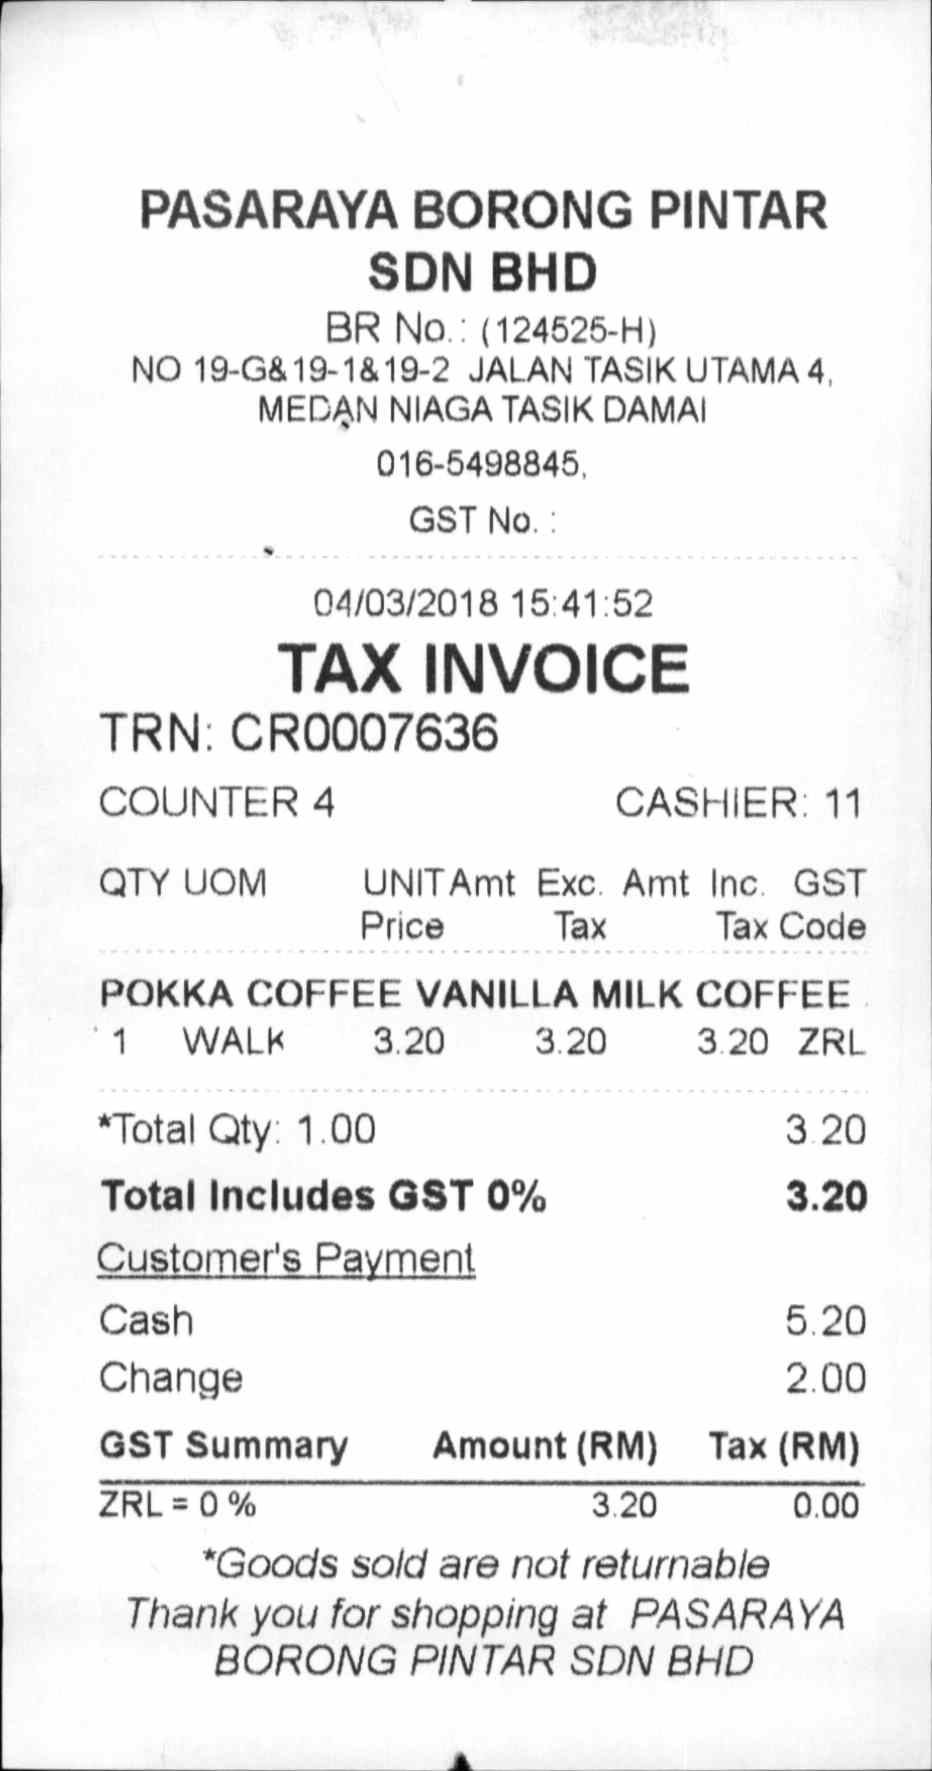 PASARAYA BORONG PINTAR
SDN BHD
BR No.: (124525-H)
NO 19-G&19-1&19-2 JALAN TASIK UTAMA 4,
MEDAN NIAGA TASIK DAMAI
016-5498845,
GST No. :
04/03/2018 15:41:52
TAX INVOICE
TRN: CR0007636
COUNTER 4 CASHIER: 11
QTY UOM UNIT Amt Exc. Amt Inc. GST
Price Tax Tax Code
POKKA COFFEE VANILLA MILK COFFEE
1 WALK 3.20 3.20 3.20 ZRL
*Total Qty: 1.00 3.20
Total Includes GST 0% 3.20
Customer's Payment
Cash 5.20
Change 2.00
GST Summary Amount (RM) Tax (RM)
ZRL = 0 % 3.20 0.00
*Goods sold are not returnable
Thank you for shopping at PASARAYA
BORONG PINTAR SDN BHD